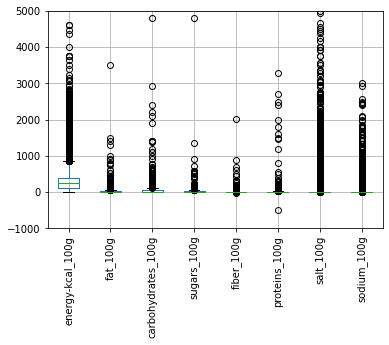 5000
4000
3000
2000
1000
0
−1000
energy-kcal_100g
fat_100g
carbohydrates_100g
sugars_100g
fiber_100g
proteins_100g
salt_100g
sodium_100g